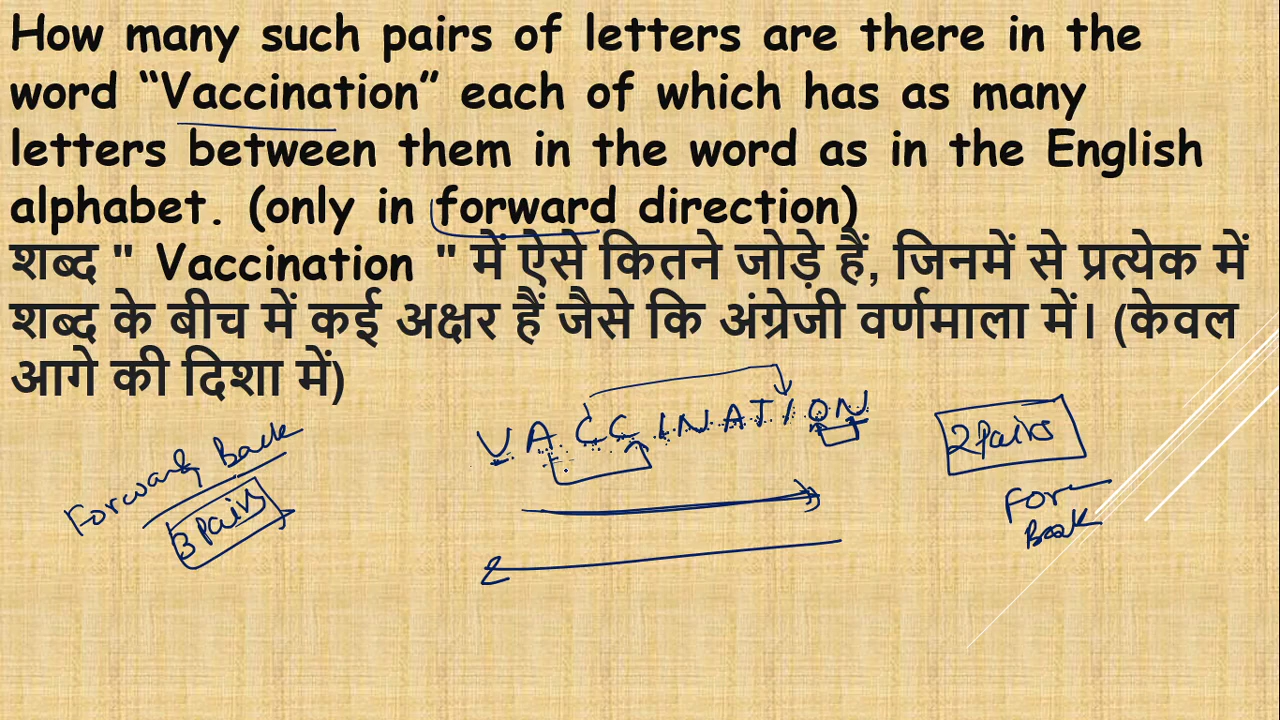 How many such pairs of letters are there in the
word “Vaccination” each of which has as many
letters between them in the word as in the English
alphabet. (only in forward direction)
शब्द " Vaccination " में ऐसे कितने जोड़े हैं, जिनमें से प्रत्येक में
शब्द के बीच में कई अक्षर हैं जैसे कि अंग्रेजी वर्णमाला में। (केवल
आगे की दिशा में)
VACCINATION
2 Pairs
Forward, Back
3 Pairs
For
Back